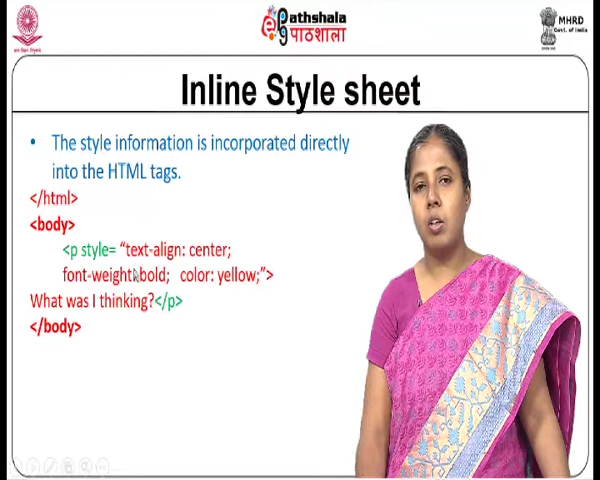 Pathshala
पाठशाला
MHRD
Govt. of India
Inline Style sheet
• The style information is incorporated directly
into the HTML tags.
</html>
<body>
<p style= “text-align: center;
font-weight:bold; color: yellow;”>
What was I thinking?</p>
</body>